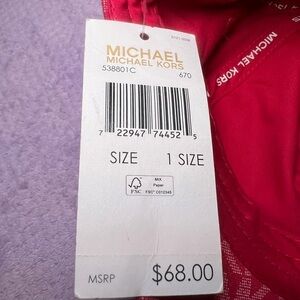 MICHAEL
MICHAEL KORS
538801C 670
7 22947 74452 5
SIZE 1 SIZE
FSC
MIX
Paper
MSRP $68.00
MICHAEL KORS